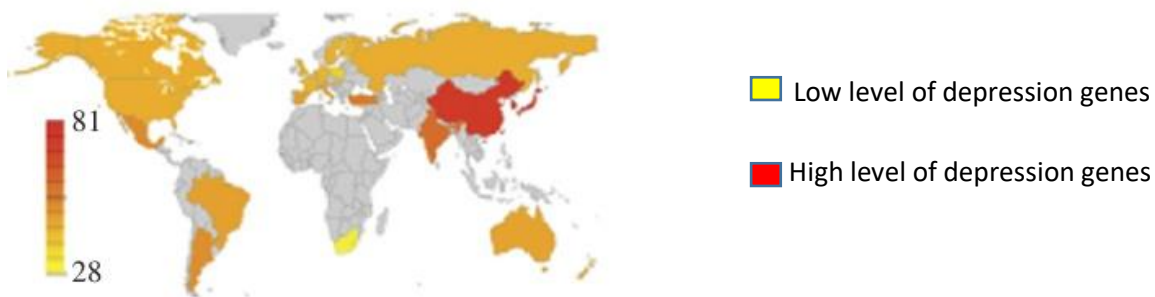 81
28
Low level of depression genes
High level of depression genes